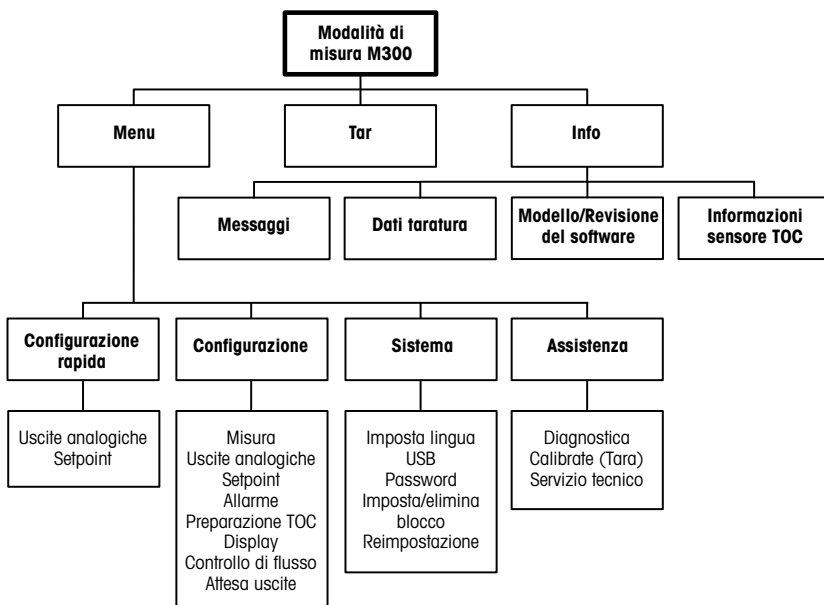 Modalità di
misura M300
Menu
Tar
Info
Messaggi
Dati taratura
Modello/Revisione
del software
Informazioni
sensore TOC
Configurazione
rapida
Configurazione
Sistema
Assistenza
Uscite analogiche
Setpoint
Misura
Uscite analogiche
Setpoint
Allarme
Preparazione TOC
Display
Controllo di flusso
Attesa uscite
Imposta lingua
USB
Password
Imposta/elimina
blocco
Reimpostazione
Diagnostica
Calibrate (Tara)
Servizio tecnico